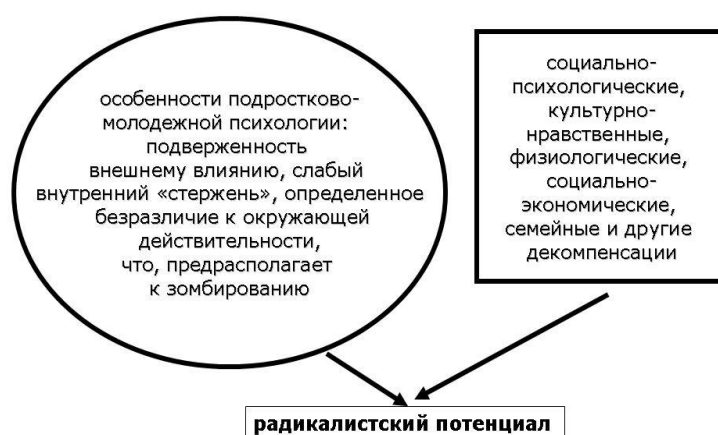 особенности подростково-
молодежной психологии:
подверженность
внешнему влиянию, слабый
внутренний «стержень», определенное
безразличие к окружающей
действительности,
что, предрасполагает
к зомбированию
социально-
психологические,
культурно-
нравственные,
физиологические,
социально-
экономические,
семейные и другие
декомпенсации
радикалистский потенциал